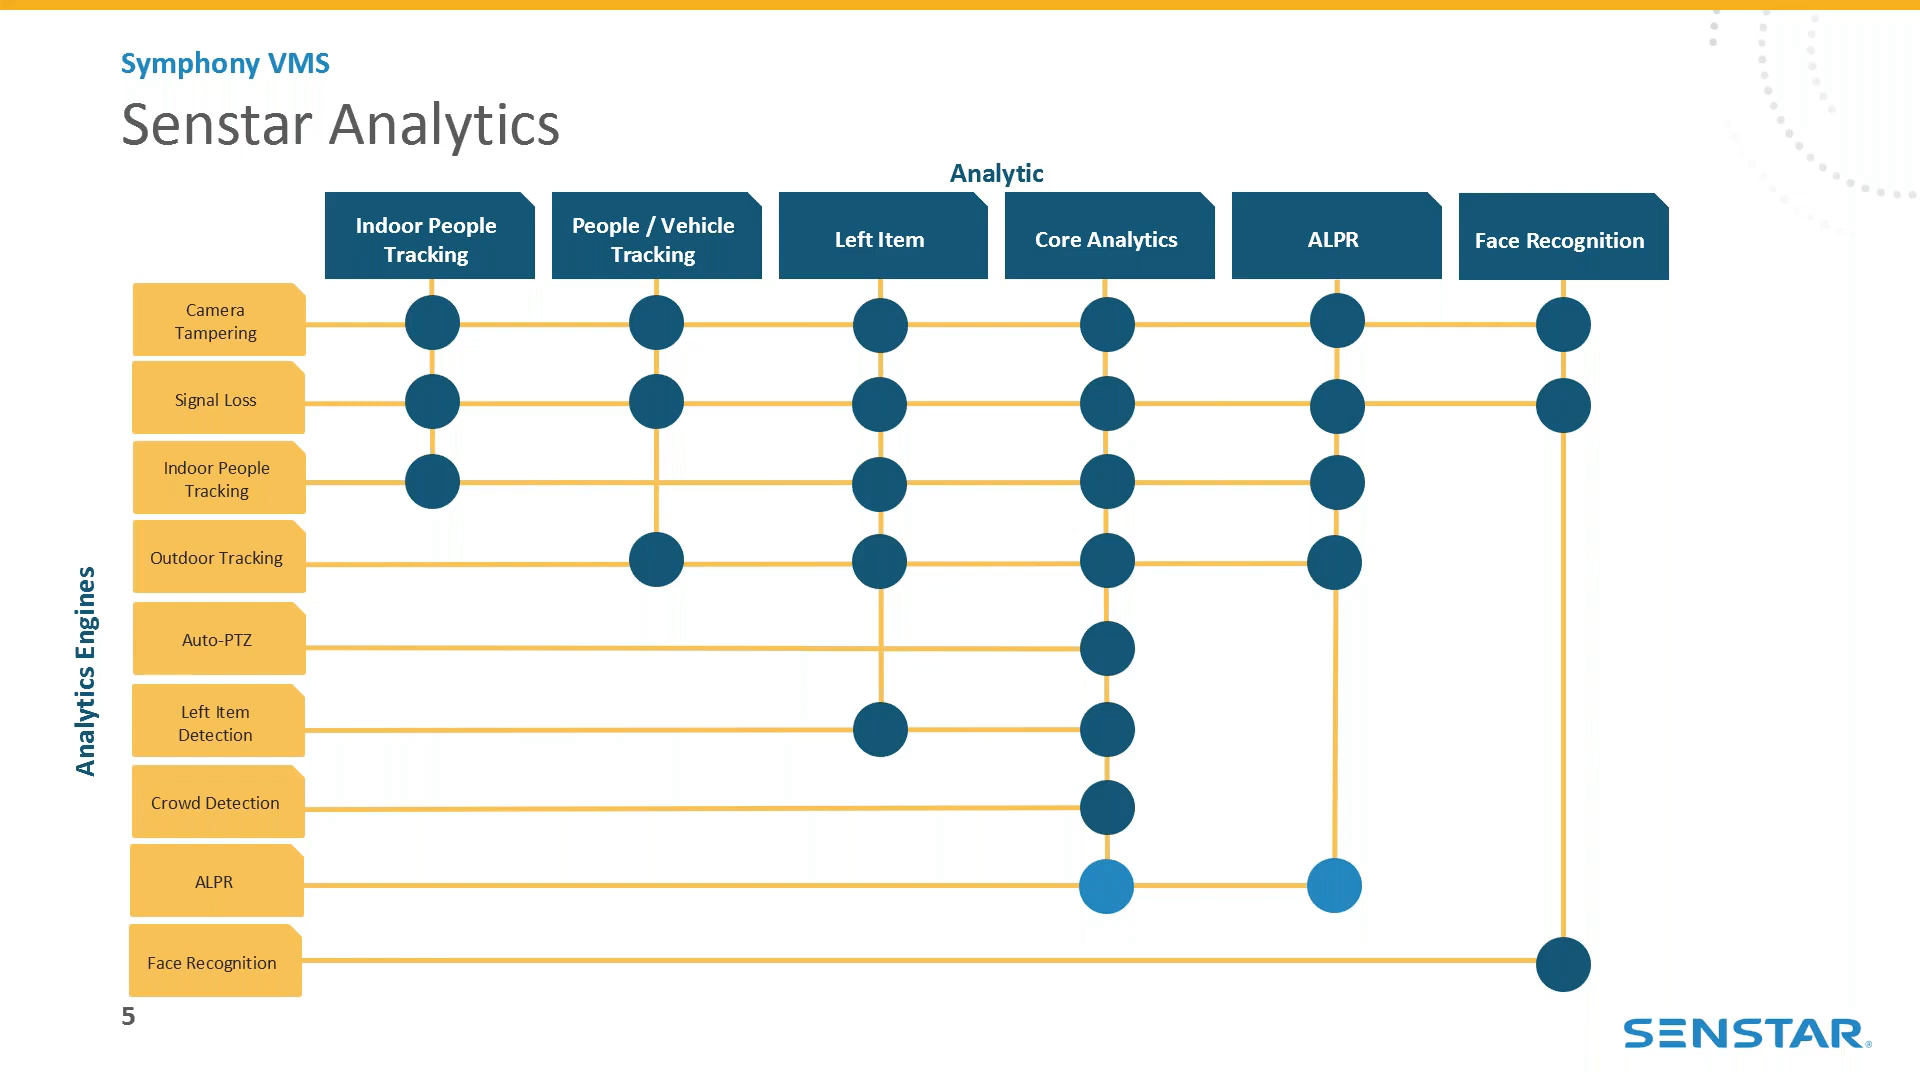 Symphony VMS
Senstar Analytics
Analytic
Indoor People
Tracking
People / Vehicle
Tracking
Left Item
Core Analytics
ALPR
Face Recognition
Analytics Engines
Camera
Tampering
Signal Loss
Indoor People
Tracking
Outdoor Tracking
Auto-PTZ
Left Item
Detection
Crowd Detection
ALPR
Face Recognition
5
SENSTAR®